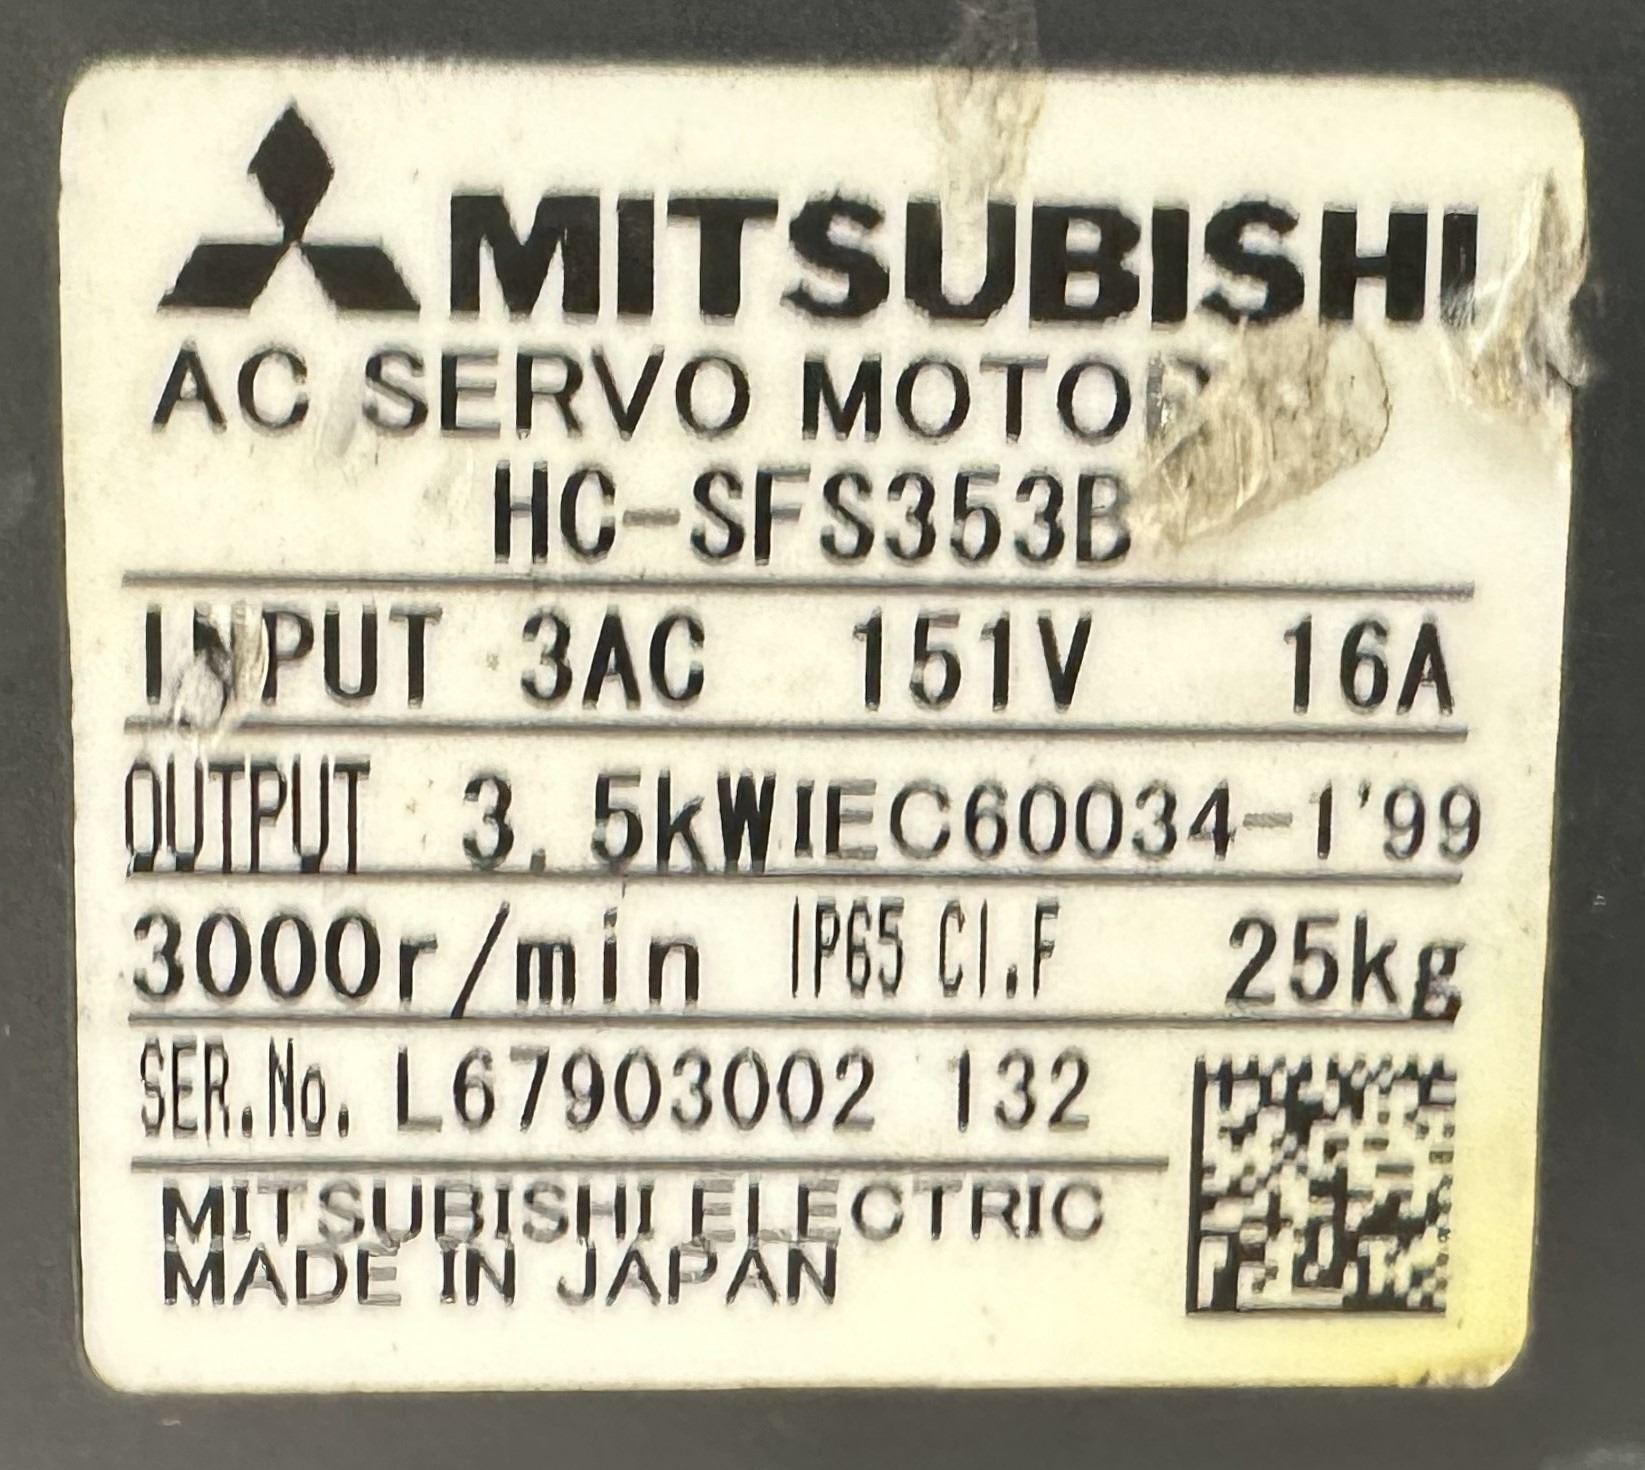 MITSUBISHI
AC SERVO MOTOR
HC-SFS353B
INPUT 3AC 151V 16A
OUTPUT 3.5kW IEC60034-1'99
3000r/min IP65 Cl.F 25kg
SER.No. L67903002 132
MITSUBISHI ELECTRIC
MADE IN JAPAN